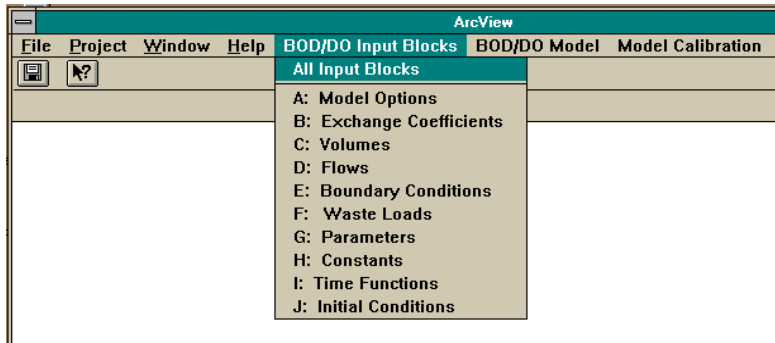 ArcView
File Project Window Help BOD/DO Input Blocks BOD/DO Model Model Calibration
?
All Input Blocks
A: Model Options
B: Exchange Coefficients
C: Volumes
D: Flows
E: Boundary Conditions
F: Waste Loads
G: Parameters
H: Constants
I: Time Functions
J: Initial Conditions